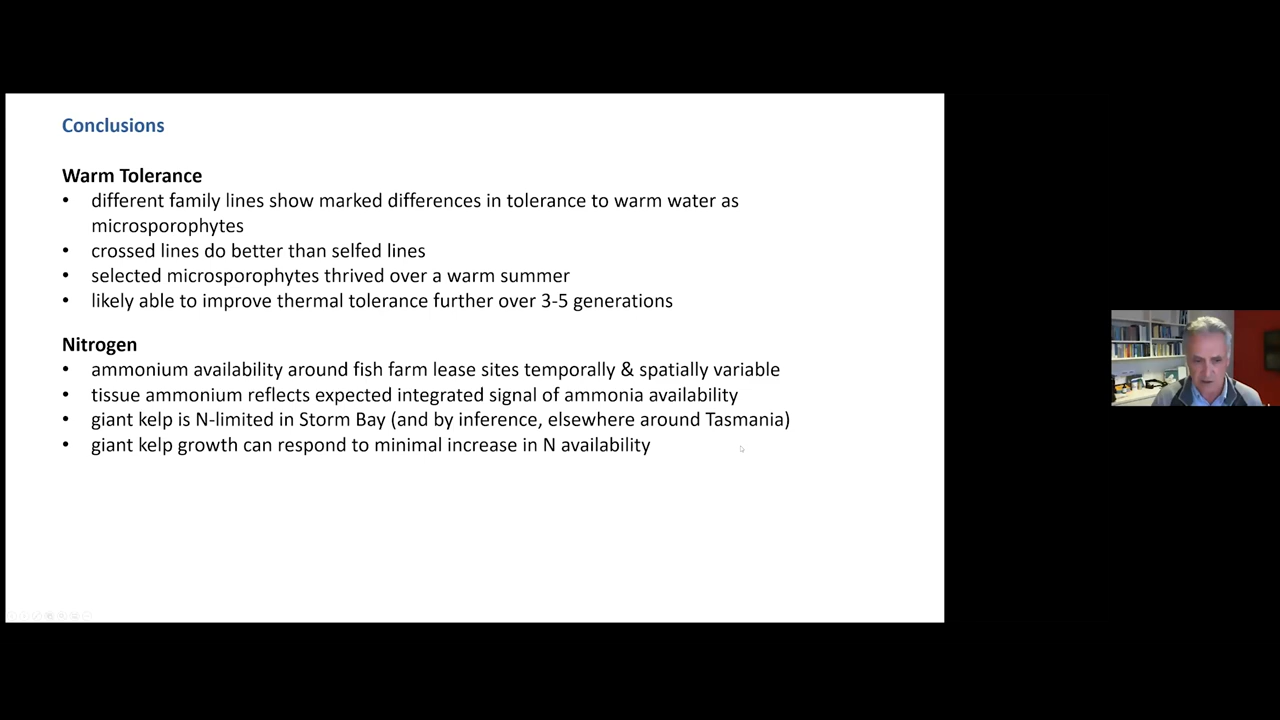 Conclusions
Warm Tolerance
• different family lines show marked differences in tolerance to warm water as
microsporophytes
• crossed lines do better than selfed lines
• selected microsporophytes thrived over a warm summer
• likely able to improve thermal tolerance further over 3-5 generations
Nitrogen
• ammonium availability around fish farm lease sites temporally & spatially variable
• tissue ammonium reflects expected integrated signal of ammonia availability
• giant kelp is N-limited in Storm Bay (and by inference, elsewhere around Tasmania)
• giant kelp growth can respond to minimal increase in N availability